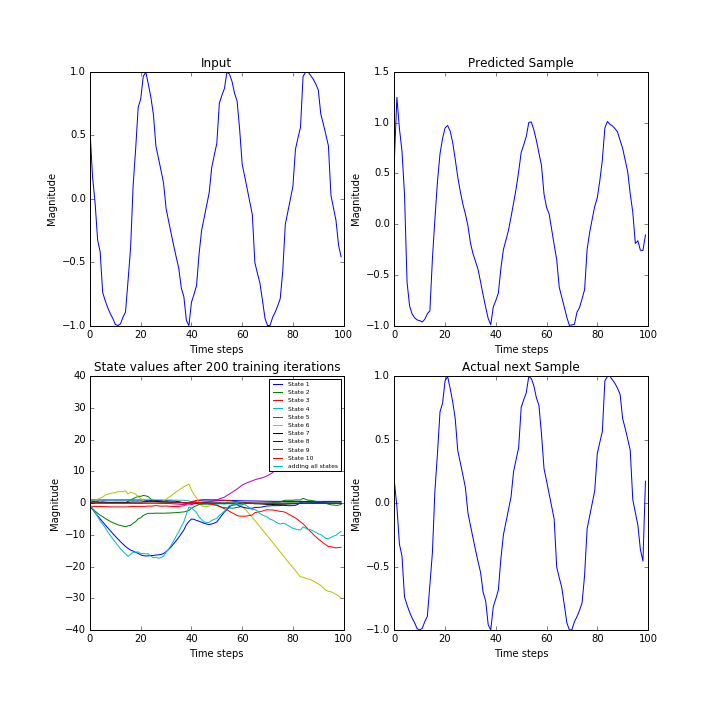 Input
1.0
0.5
0.0
−0.5
−1.0
Magnitude
0 20 40 60 80 100
Time steps
Predicted Sample
1.5
1.0
0.5
0.0
−0.5
−1.0
Magnitude
0 20 40 60 80 100
Time steps
State values after 200 training iterations
40
30
20
10
0
−10
−20
−30
−40
Magnitude
State 1
State 2
State 3
State 4
State 5
State 6
State 7
State 8
State 9
State 10
adding all states
0 20 40 60 80 100
Time steps
Actual next Sample
1.0
0.5
0.0
−0.5
−1.0
Magnitude
0 20 40 60 80 100
Time steps